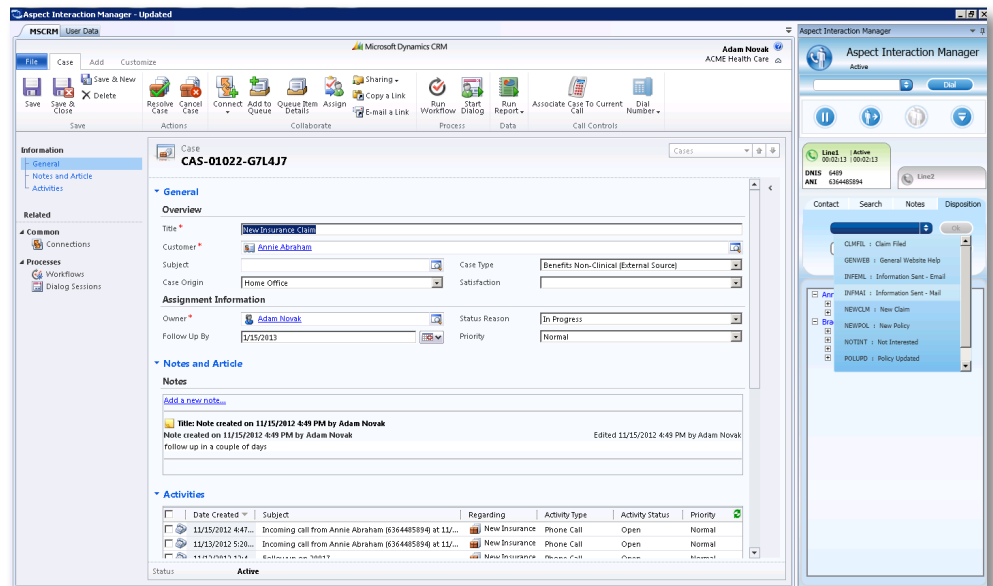 Aspect Interaction Manager - Updated
MSCRM User Data
Microsoft Dynamics CRM
Adam Novak
ACME Health Care
File Case Add Customize
Save Save & Close Save & New Delete
Resolve Case Cancel Case Connect Add to Queue Queue Item Details Assign Sharing Copy a Link E-mail a Link Run Workflow Start Dialog Run Report Associate Case To Current Call Dial Number
Save Actions Collaborate Process Data Call Controls
Information
General
Notes and Article
Activities
Related
Common
Connections
Processes
Workflows
Dialog Sessions
Case
CAS-01022-G7L4J7
Cases
General
Overview
Title * New Insurance Claim
Customer * Annie Abraham
Subject Case Type Benefits Non-Clinical (External Source)
Case Origin Home Office Satisfaction
Assignment Information
Owner * Adam Novak Status Reason In Progress
Follow Up By 1/15/2013 Priority Normal
Notes and Article
Notes
Add a new note...
Title: Note created on 11/15/2012 4:49 PM by Adam Novak
Note created on 11/15/2012 4:49 PM by Adam Novak Edited 11/15/2012 4:49 PM by Adam Novak
follow up in a couple of days
Activities
Date Created Subject Regarding Activity Type Activity Status Priority
11/15/2012 4:47... Incoming call from Annie Abraham (6364485894) at 11/... New Insurance Phone Call Open Normal
11/13/2012 5:20... Incoming call from Annie Abraham (6364485894) at 11/... New Insurance Phone Call Open Normal
New Insurance Phone Call Open Normal
Status Active
Aspect Interaction Manager
Aspect Interaction Manager
Active
Dial
Line1 | Active
00:02:13 | 00:02:13
DNIS 6489
ANI 6364485894
Line2
Contact Search Notes Disposition
Ok
CLMFIL : Claim Filed
GENWEB : General Website Help
INFEML : Information Sent - Email
INFMAI : Information Sent - Mail
NEWCLM : New Claim
NEWPOL : New Policy
NOTINT : Not Interested
POLUPD : Policy Updated
Ann
Bra